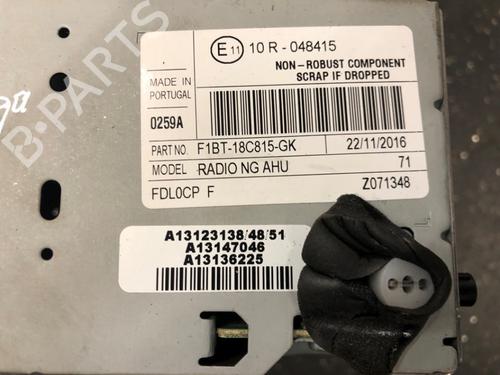 E 11 10 R - 048415
NON - ROBUST COMPONENT
SCRAP IF DROPPED
MADE IN
PORTUGAL
0259A
PART NO. F1BT-18C815-GK 22/11/2016
MODEL RADIO NG AHU 71
FDL0CP F Z071348
A13123138/48/51
A13147046
A13136225
B-PARTS